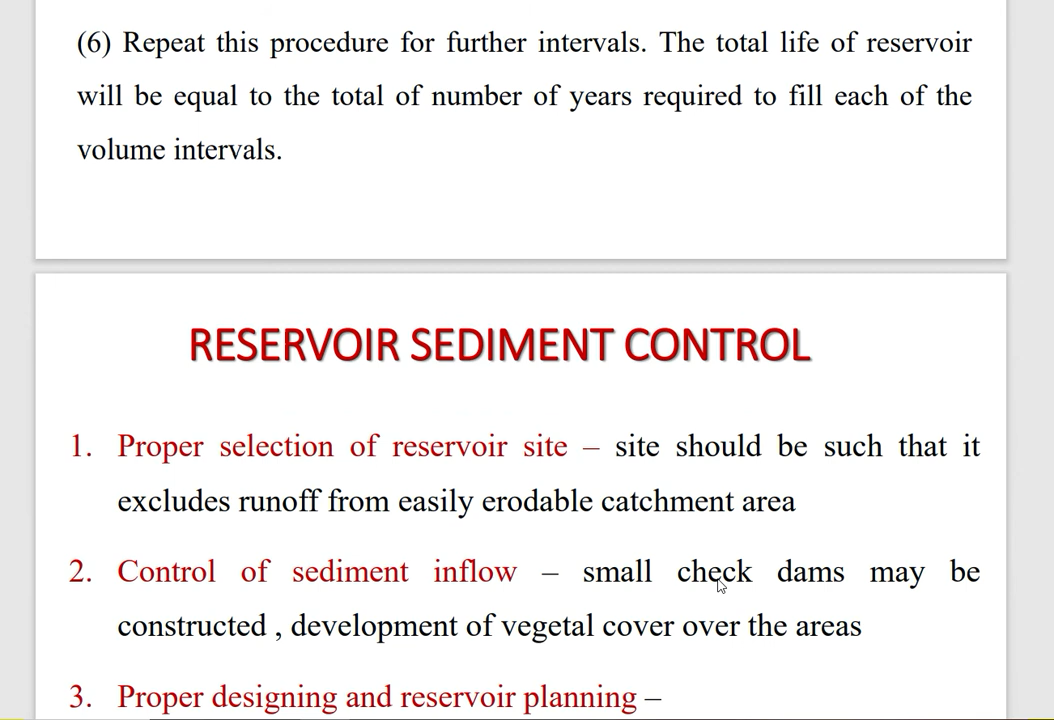 (6) Repeat this procedure for further intervals. The total life of reservoir
will be equal to the total of number of years required to fill each of the
volume intervals.
RESERVOIR SEDIMENT CONTROL
1. Proper selection of reservoir site – site should be such that it
excludes runoff from easily erodable catchment area
2. Control of sediment inflow – small check dams may be
constructed , development of vegetal cover over the areas
3. Proper designing and reservoir planning –